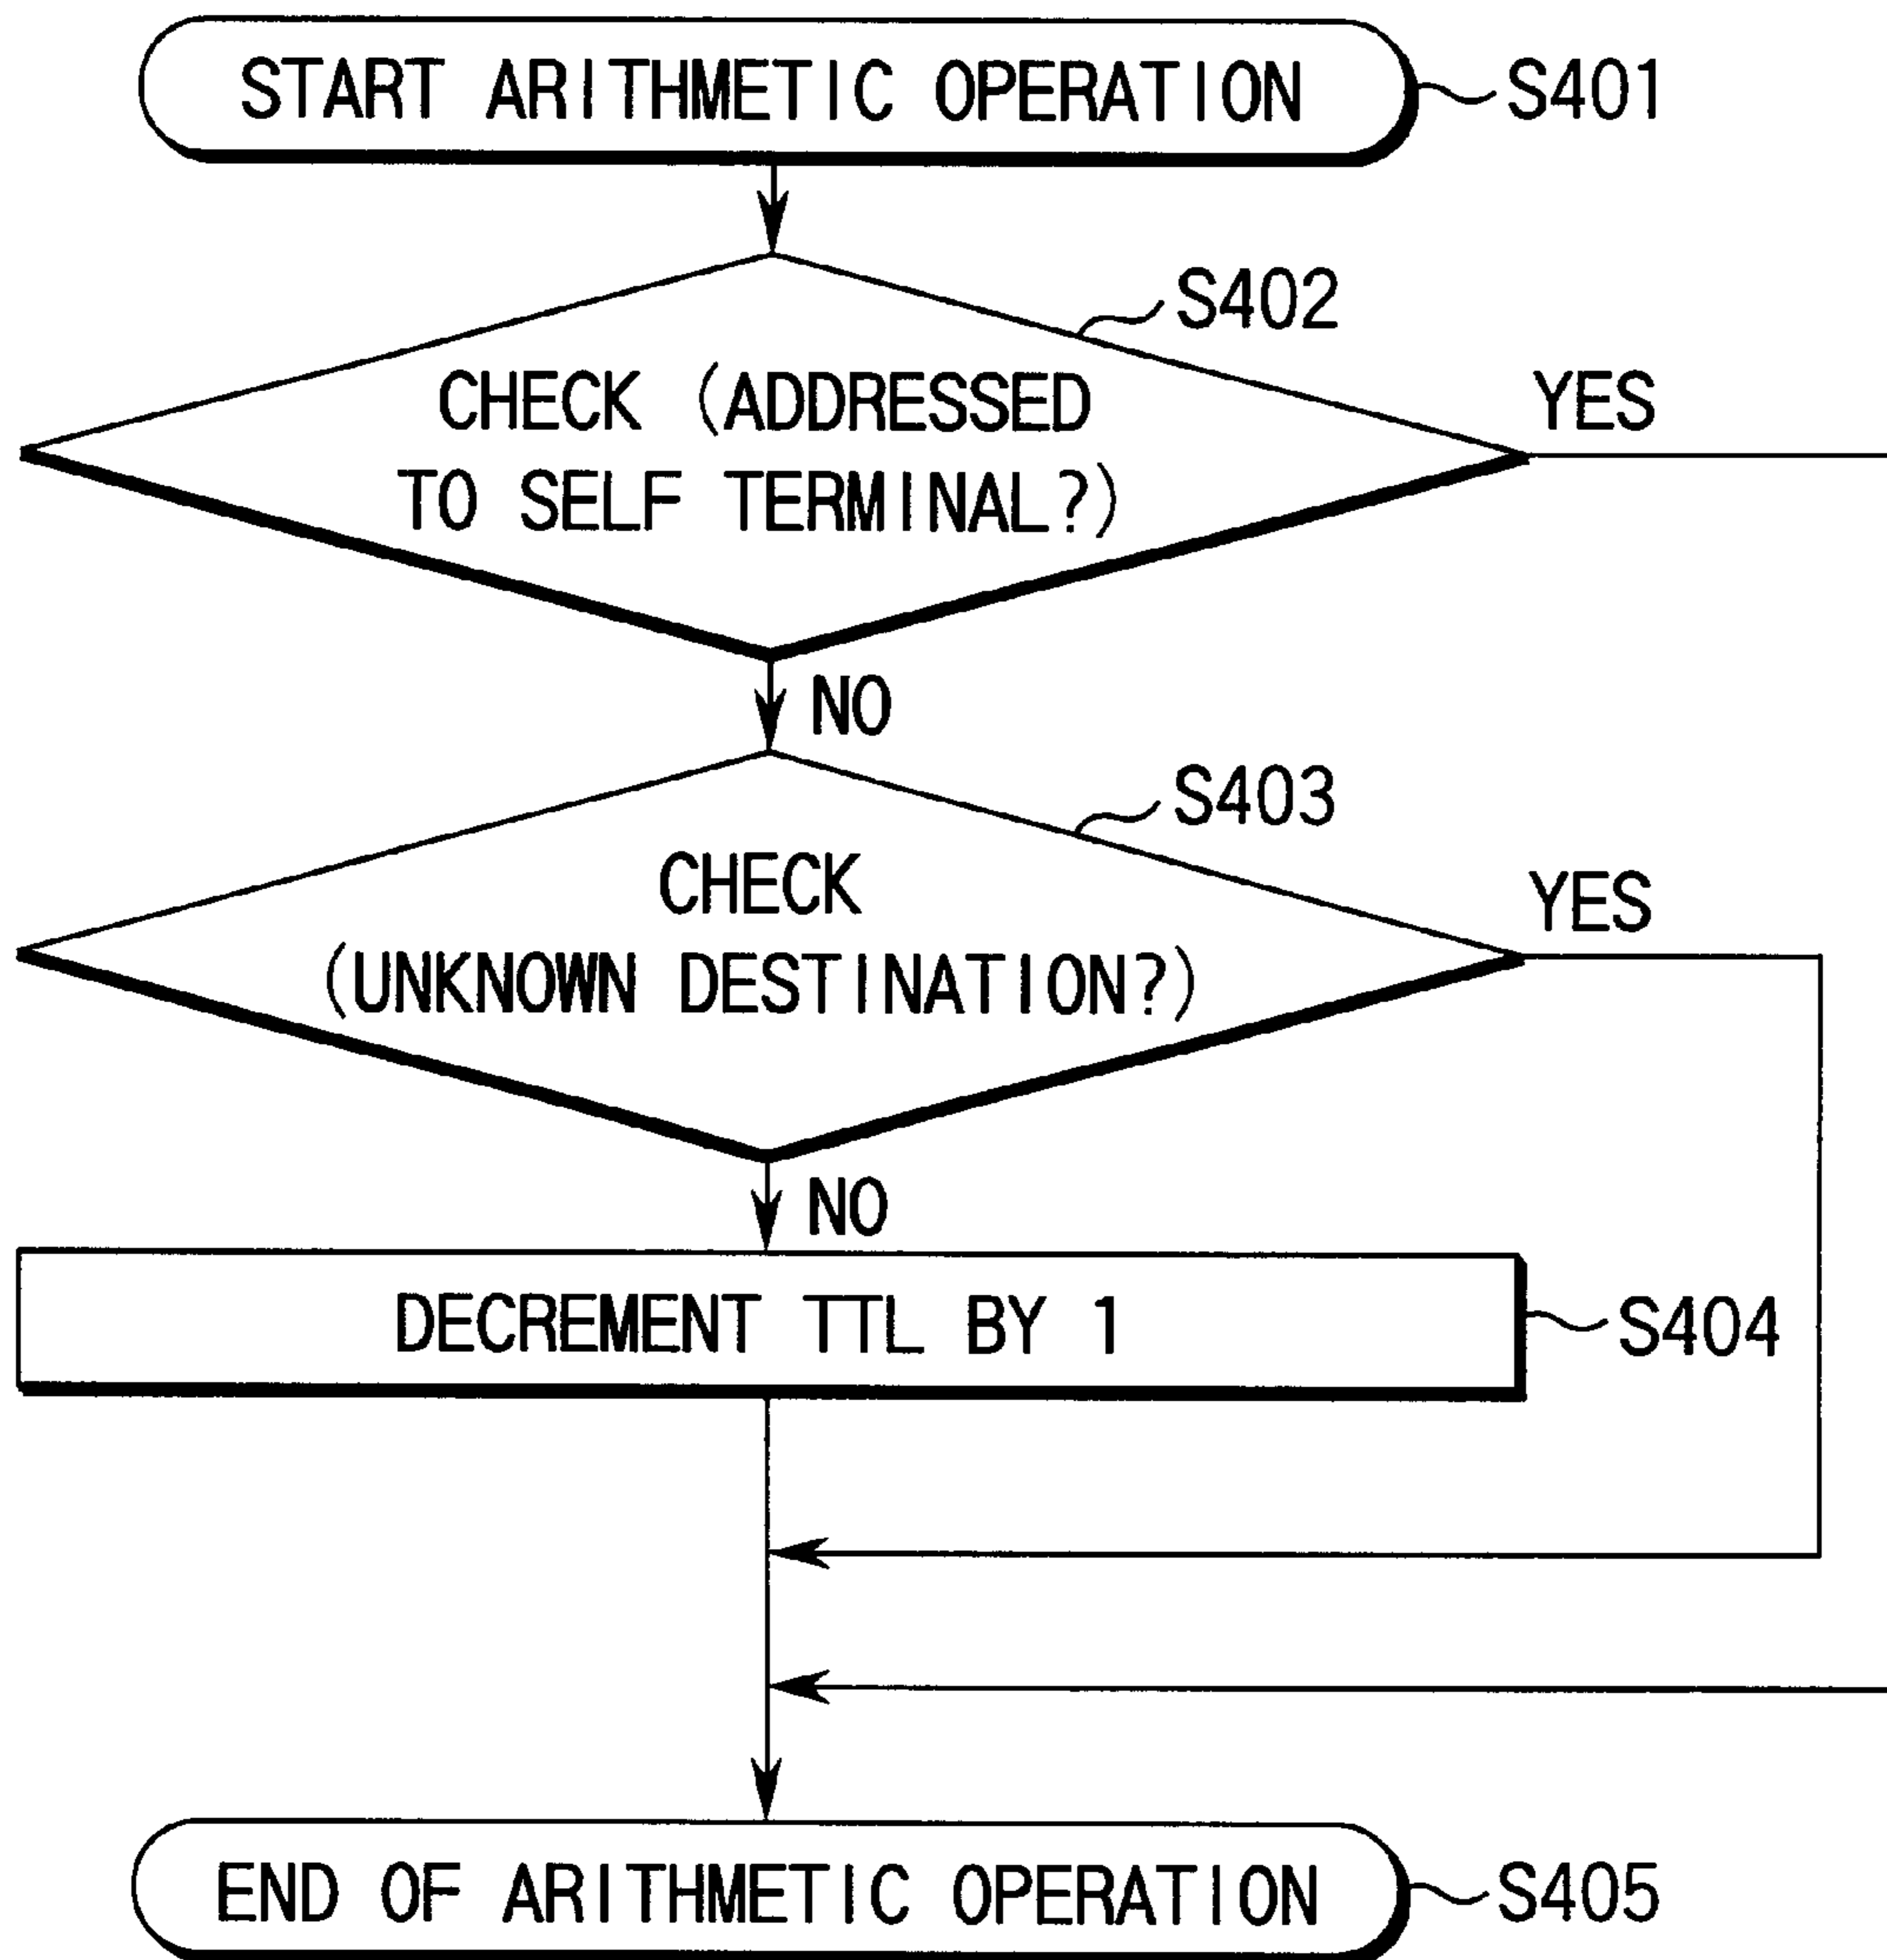 START ARITHMETIC OPERATION
S401
S402
CHECK (ADDRESSED
TO SELF TERMINAL?)
YES
NO
S403
CHECK
(UNKNOWN DESTINATION?)
YES
NO
DECREMENT TTL BY 1
S404
END OF ARITHMETIC OPERATION
S405